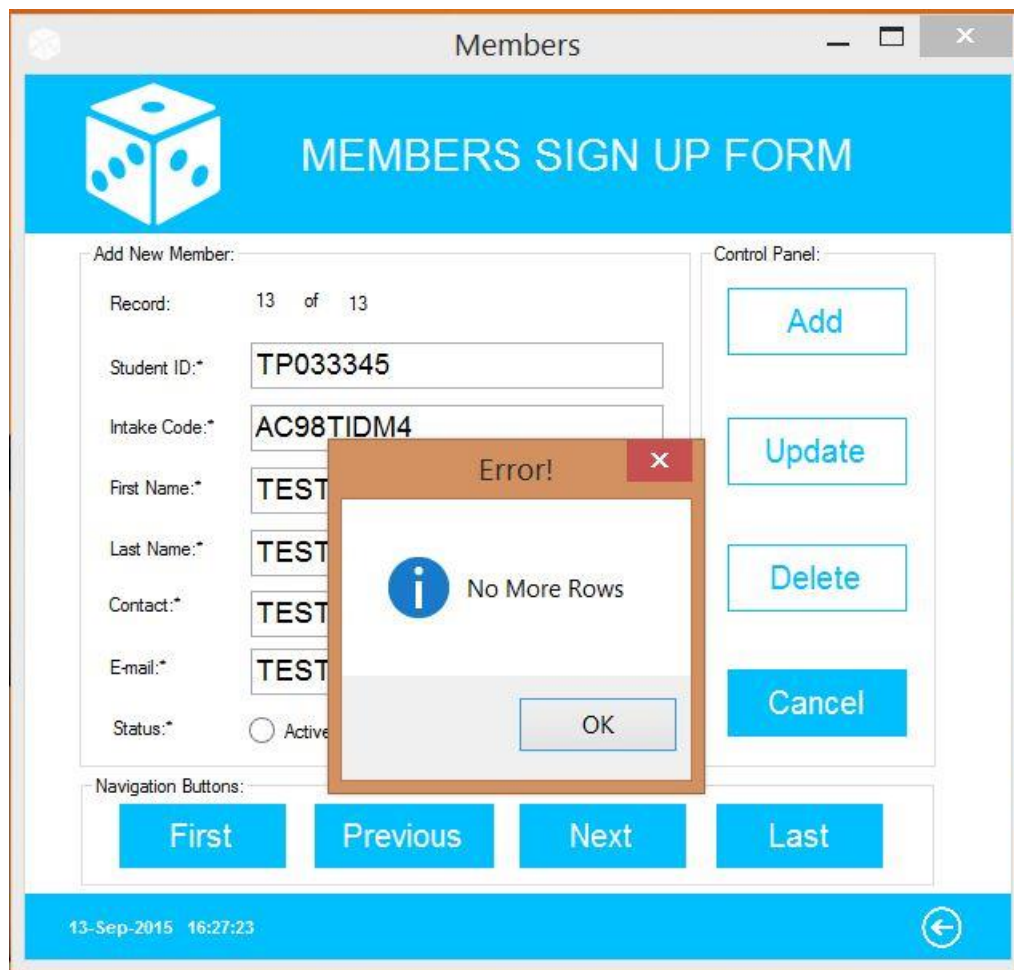 Members
MEMBERS SIGN UP FORM
Add New Member:
Record: 13 of 13
Student ID:* TP033345
Intake Code:* AC98TIDM4
First Name:* TEST
Last Name:* TEST
Contact:* TEST
E-mail:* TEST
Status:* Active
Control Panel:
Add
Update
Delete
Cancel
Error!
No More Rows
OK
Navigation Buttons:
First Previous Next Last
13-Sep-2015 16:27:23